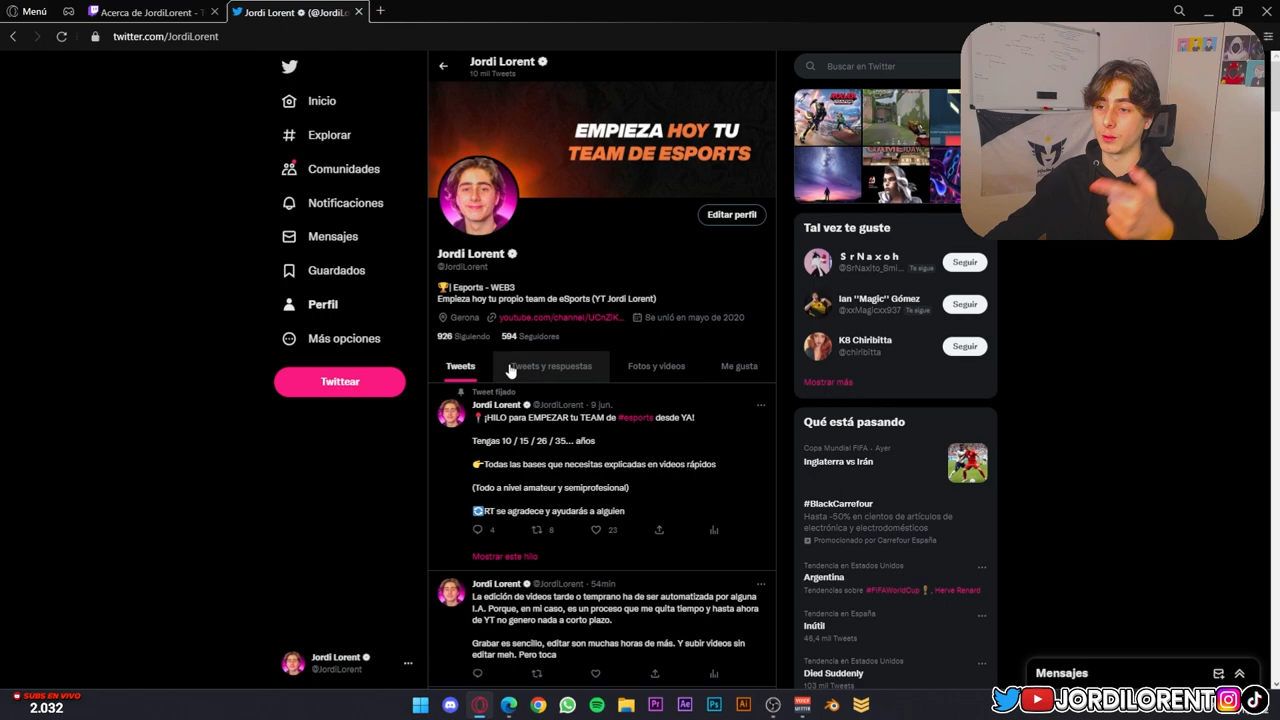 Menú
Acerca de JordiLorent - T
Jordi Lorent (@JordiL
twitter.com/JordiLorent
Jordi Lorent
10 mil Tweets
Buscar en Twitter
Inicio
Explorar
Comunidades
Notificaciones
Mensajes
Guardados
Perfil
Más opciones
Twittear
EMPIEZA HOY TU
TEAM DE ESPORTS
Editar perfil
Jordi Lorent
@JordiLorent
🏆| Esports - WEB3
Empieza hoy tu propio team de eSports (YT Jordi Lorent)
Gerona youtube.com/channel/UCnZiK... Se unió en mayo de 2020
926 Siguiendo 594 Seguidores
Tweets Tweets y respuestas Fotos y videos Me gusta
Tweet fijado
Jordi Lorent @JordiLorent · 9 jun.
📍 ¡HILO para EMPEZAR tu TEAM de #esports desde YA!
Tengas 10 / 15 / 26 / 35... años
👉Todas las bases que necesitas explicadas en videos rápidos
(Todo a nivel amateur y semiprofesional)
🔄RT se agradece y ayudarás a alguien
4 8 23
Mostrar este hilo
Jordi Lorent @JordiLorent · 54min
La edición de videos tarde o temprano ha de ser automatizada por alguna
I.A. Porque, en mi caso, es un proceso que me quita tiempo y hasta ahora
de YT no genero nada a corto plazo.
Grabar es sencillo, editar son muchas horas de más. Y subir videos sin
editar meh. Pero toca
Tal vez te guste
S r N a x o h
@SrNaxito_Sml... Te sigue
Seguir
Ian "Magic" Gómez
@xxMagicxx937 Te sigue
Seguir
K8 Chiribitta
@chiribitta
Seguir
Mostrar más
Qué está pasando
Copa Mundial FIFA · Ayer
Inglaterra vs Irán
#BlackCarrefour
Hasta -50% en cientos de artículos de
electrónica y electrodomésticos
Promocionado por Carrefour España
Tendencia en Estados Unidos
Argentina
Tendencias sobre #FIFAWorldCup, Herve Renard
Tendencia en España
Inútil
46,4 mil Tweets
Tendencia en Estados Unidos
Died Suddenly
103 mil Tweets
Jordi Lorent
@JordiLorent
Mensajes
SUBS EN VIVO
2.032
Pr Ae Ps Ai
JORDILORENT